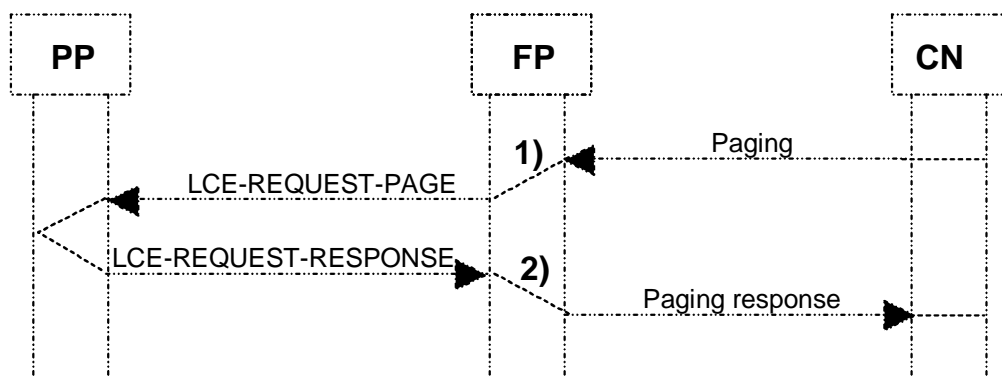 PP
FP
CN
1)
Paging
LCE-REQUEST-PAGE
LCE-REQUEST-RESPONSE
2)
Paging response